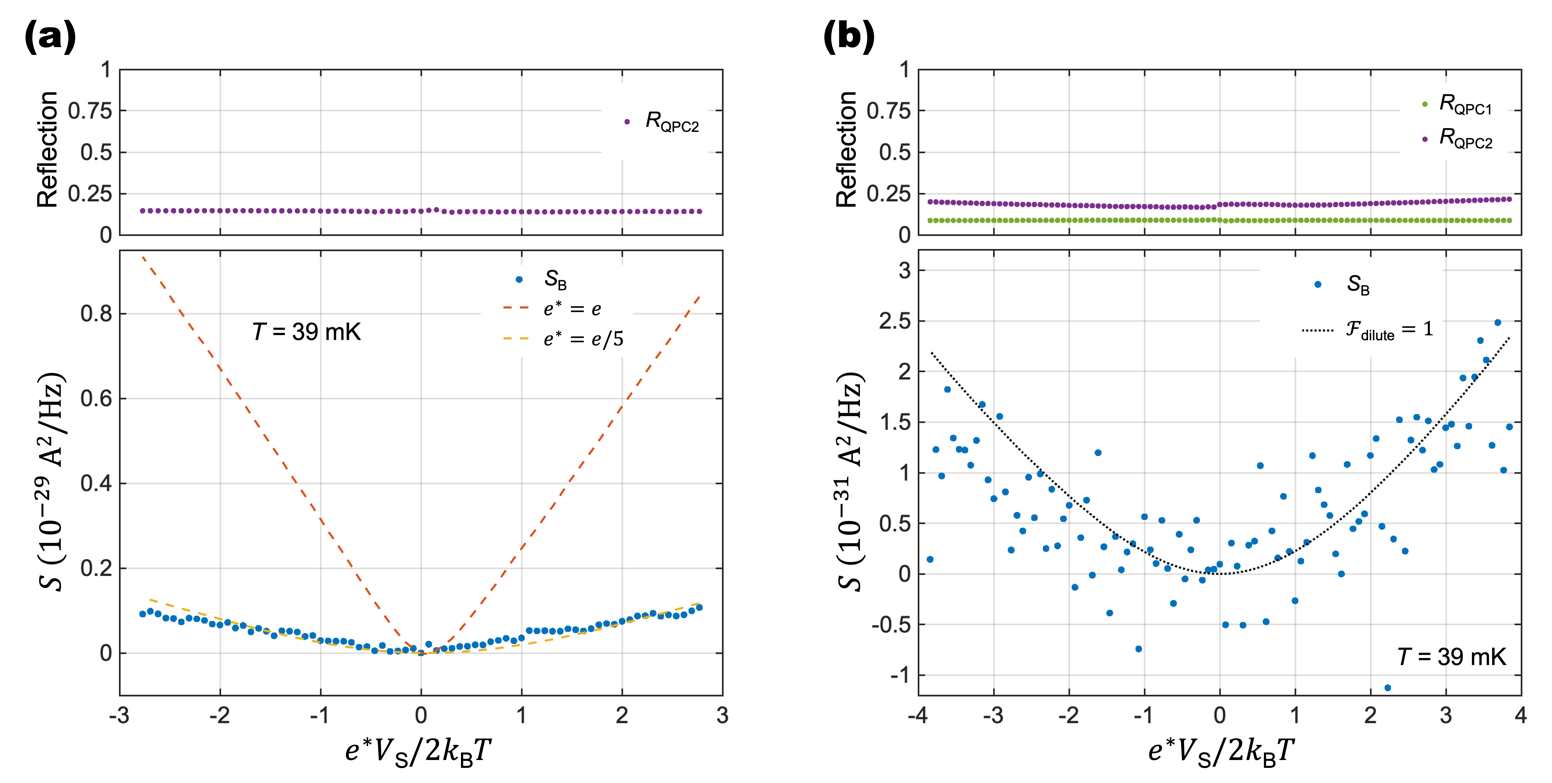 (a)
Reflection
1
0.75
0.5
0.25
0
R_QPC2
S (10^−29 A^2/Hz)
0.8
0.6
0.4
0.2
0
T = 39 mK
S_B
e* = e
e* = e/5
-3 -2 -1 0 1 2 3
e*V_S/2k_BT
(b)
Reflection
1
0.75
0.5
0.25
0
R_QPC1
R_QPC2
S (10^−31 A^2/Hz)
3
2.5
2
1.5
1
0.5
0
-0.5
-1
S_B
ℱ_dilute = 1
T = 39 mK
-4 -3 -2 -1 0 1 2 3 4
e*V_S/2k_BT